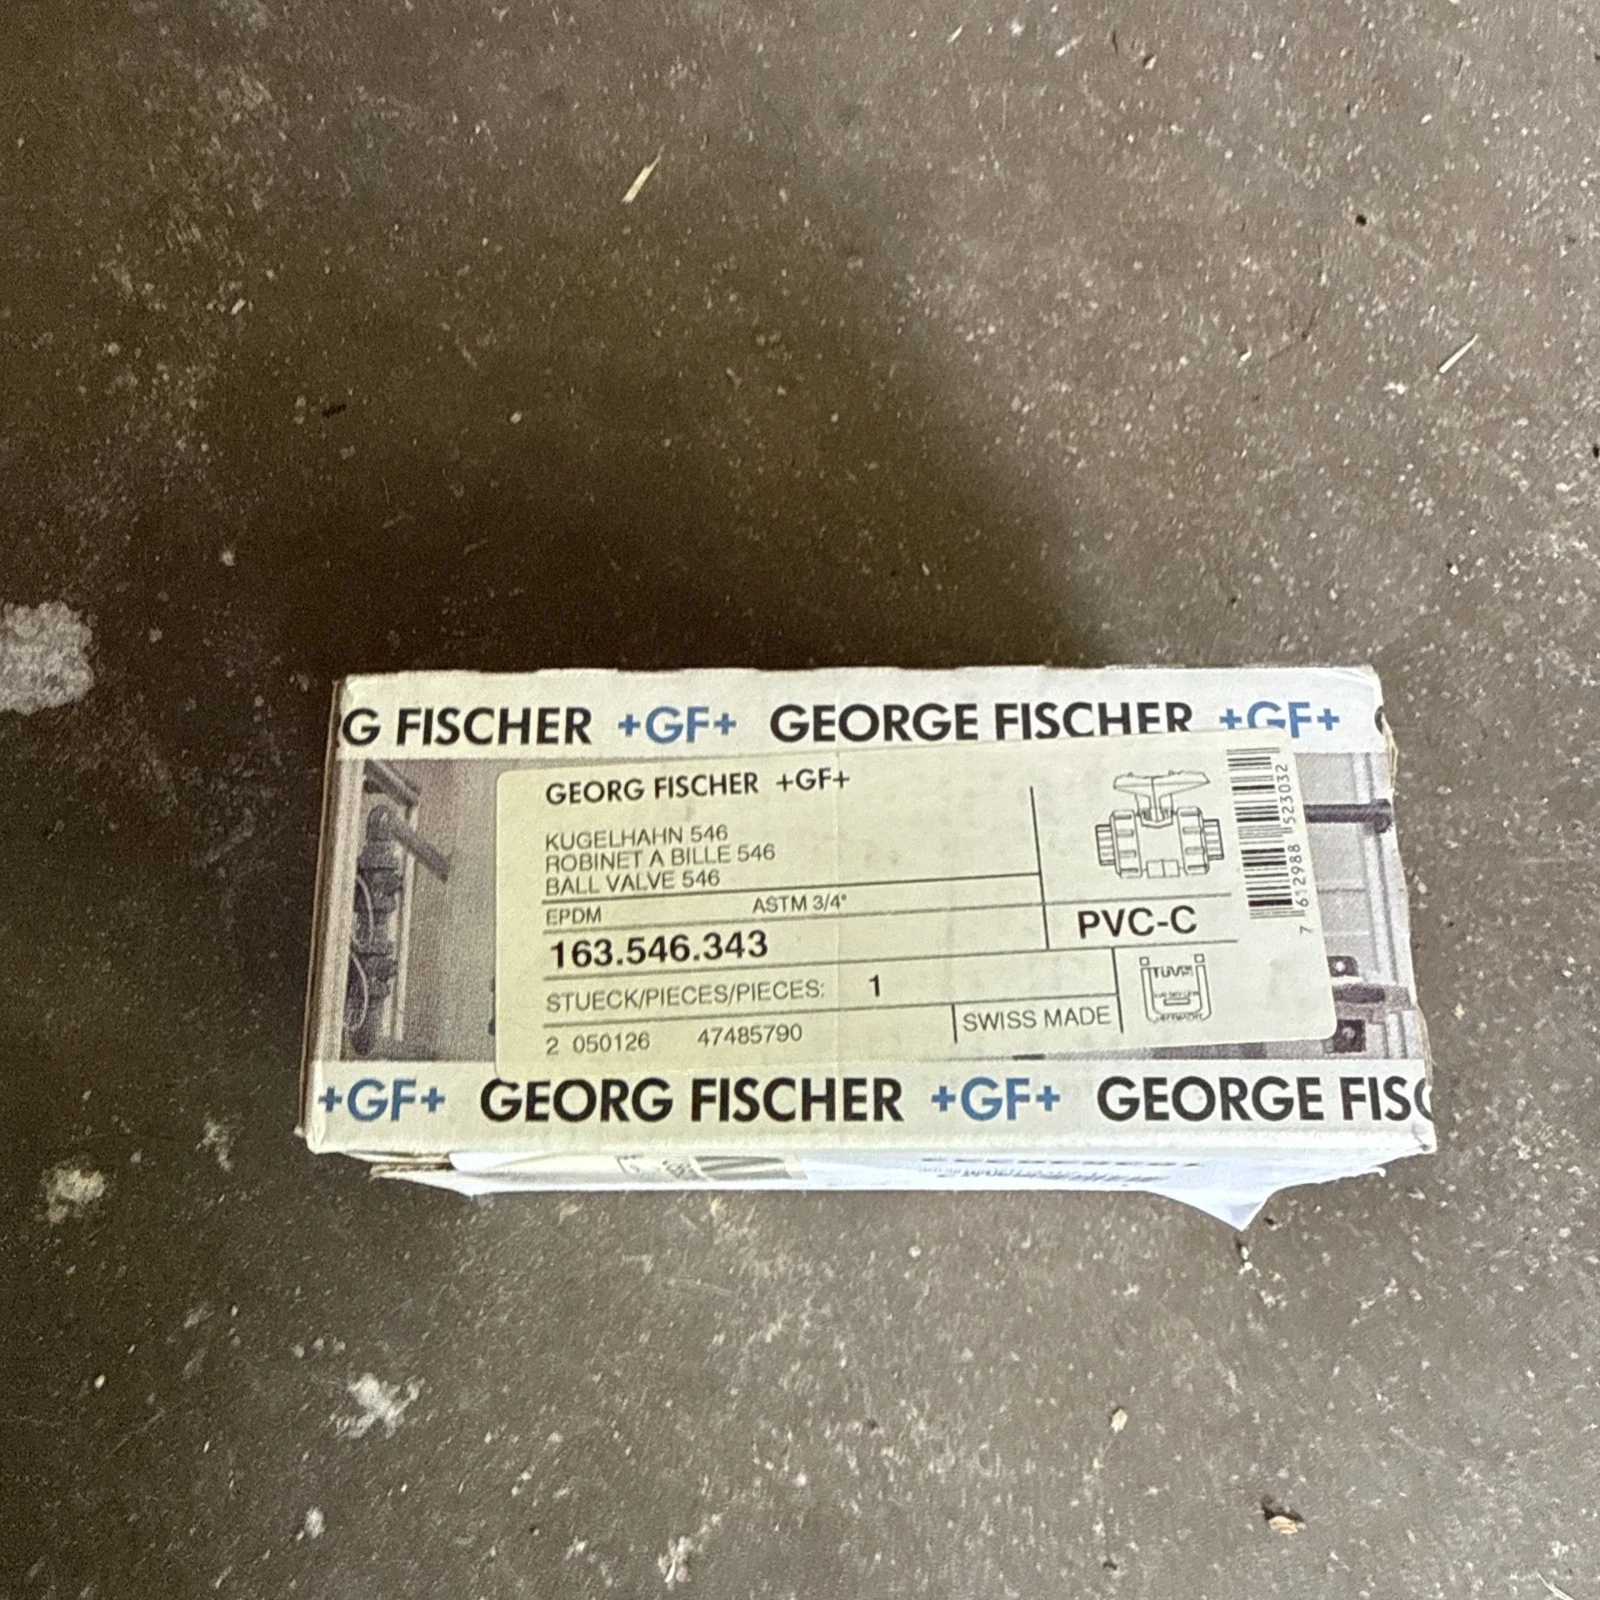 G FISCHER +GF+ GEORGE FISCHER +GF+
GEORG FISCHER +GF+
KUGELHAHN 546
ROBINET A BILLE 546
BALL VALVE 546
EPDM ASTM 3/4"
163.546.343
PVC-C
STUECK/PIECES/PIECES: 1
2 050126 47485790
SWISS MADE
TÜV
7 612988 523032
+GF+ GEORG FISCHER +GF+ GEORGE FISC